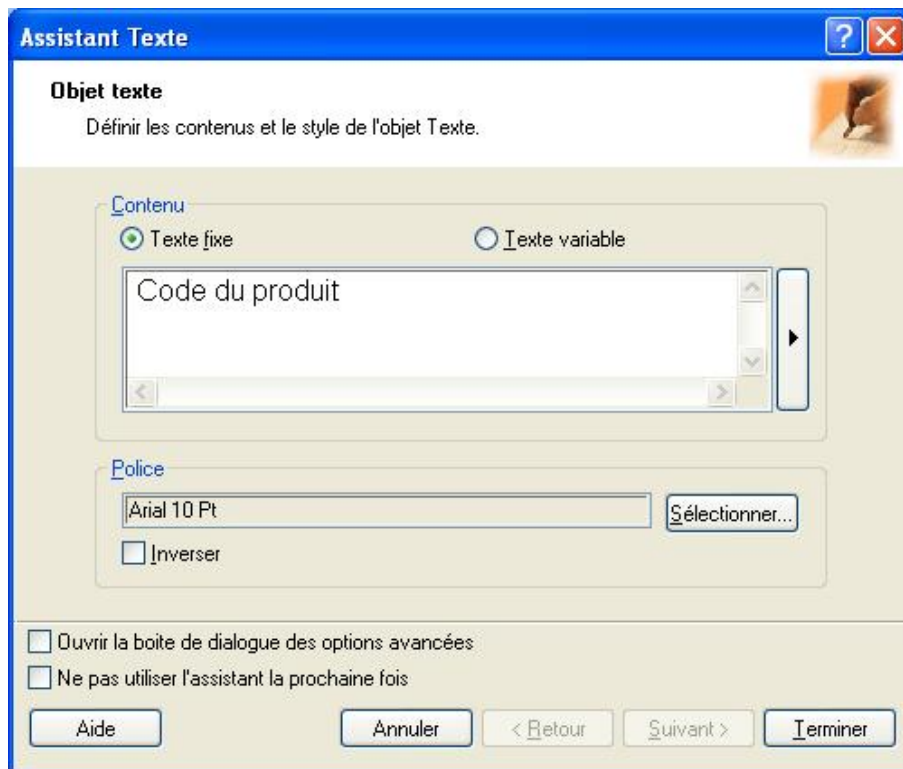 Assistant Texte
Objet texte
Définir les contenus et le style de l'objet Texte.
Contenu
Texte fixe Texte variable
Code du produit
Police
Arial 10 Pt Sélectionner...
Inverser
Ouvrir la boite de dialogue des options avancées
Ne pas utiliser l'assistant la prochaine fois
Aide Annuler < Retour Suivant > Terminer